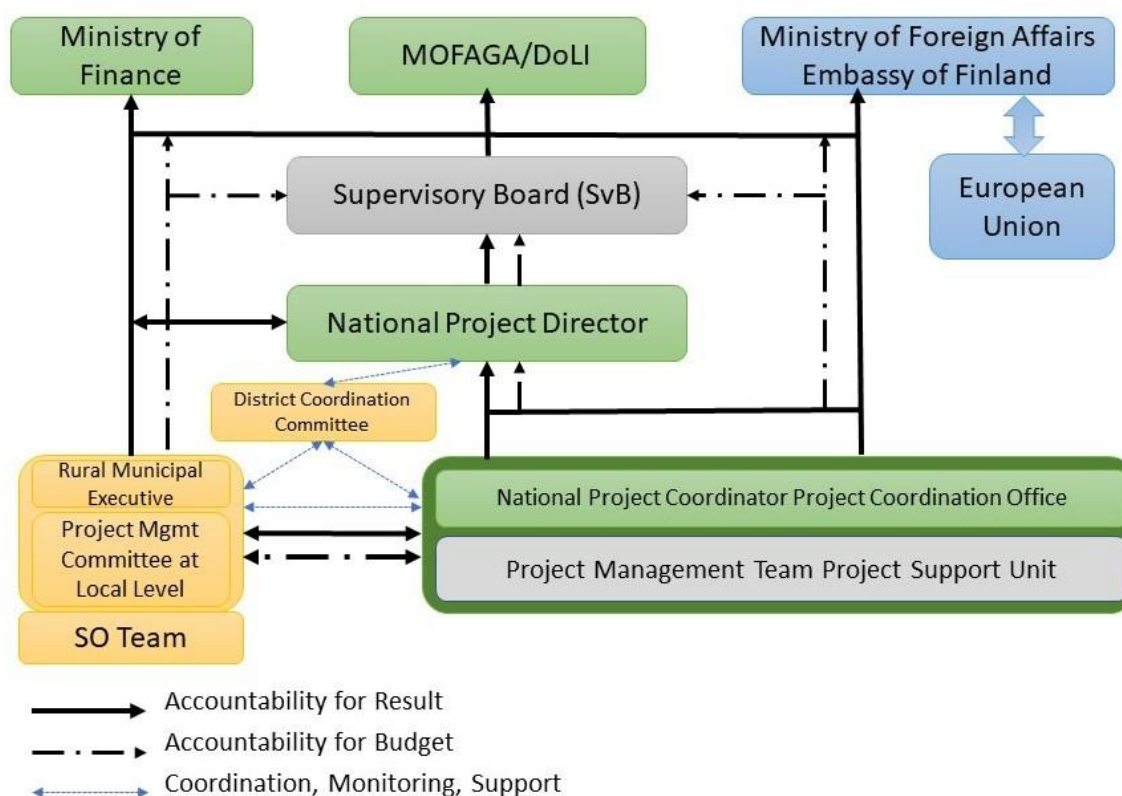 Ministry of
Finance
MOFAGA/DoLI
Ministry of Foreign Affairs
Embassy of Finland
European
Union
Supervisory Board (SvB)
National Project Director
District Coordination
Committee
Rural Municipal
Executive
Project Mgmt
Committee at
Local Level
SO Team
National Project Coordinator Project Coordination Office
Project Management Team Project Support Unit
Accountability for Result
Accountability for Budget
Coordination, Monitoring, Support